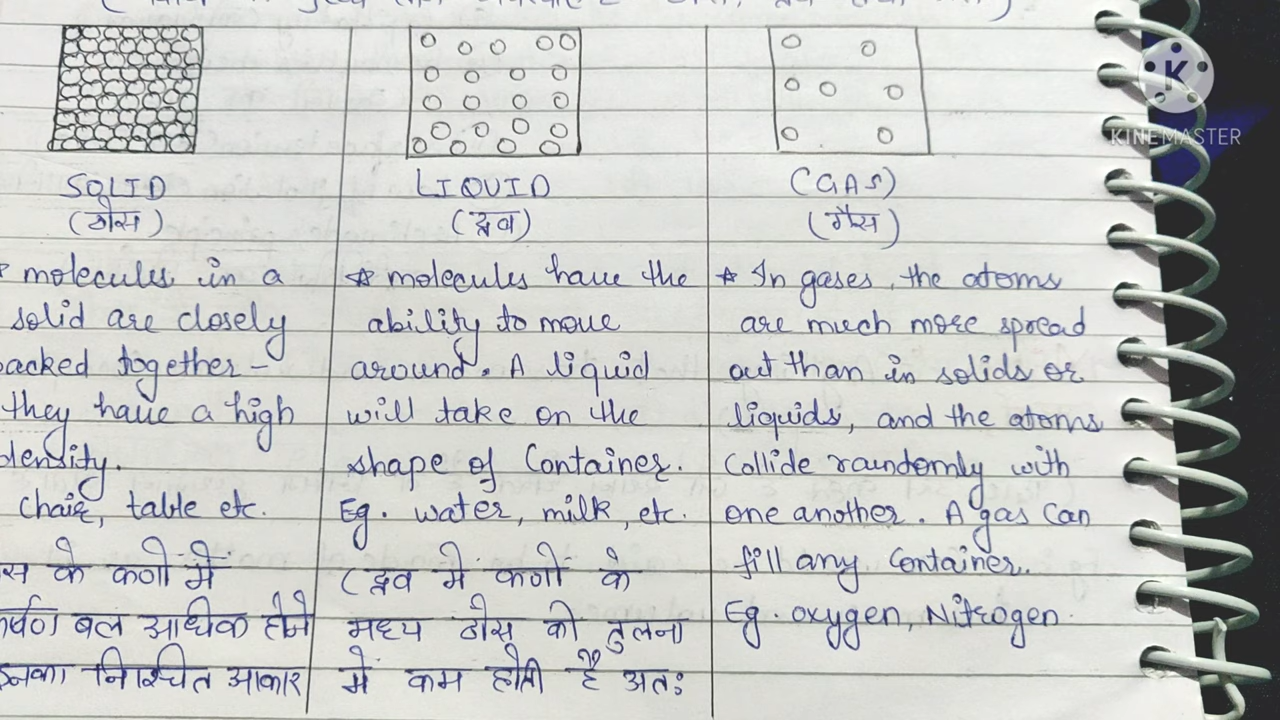 SOLID
(ठोस)
molecules in a
solid are closely
packed together -
they have a high
density.
chair, table etc.
के कणो मे
बल आधिक होने
इनका निश्चित आकार
LIQUID
(द्रव)
* molecules have the
ability to move
around. A liquid
will take on the
shape of Container.
Eg. water, milk, etc.
(द्रव मे कणो के
मध्य ठोस की तुलना
मे कम होती है अतः
(GAS)
(गैस)
* In gases, the atoms
are much more spread
out than in solids or
liquids, and the atoms
Collide raundomly with
one another. A gas Can
fill any Container.
Eg. oxygen, Nitrogen.
K
KINEMASTER